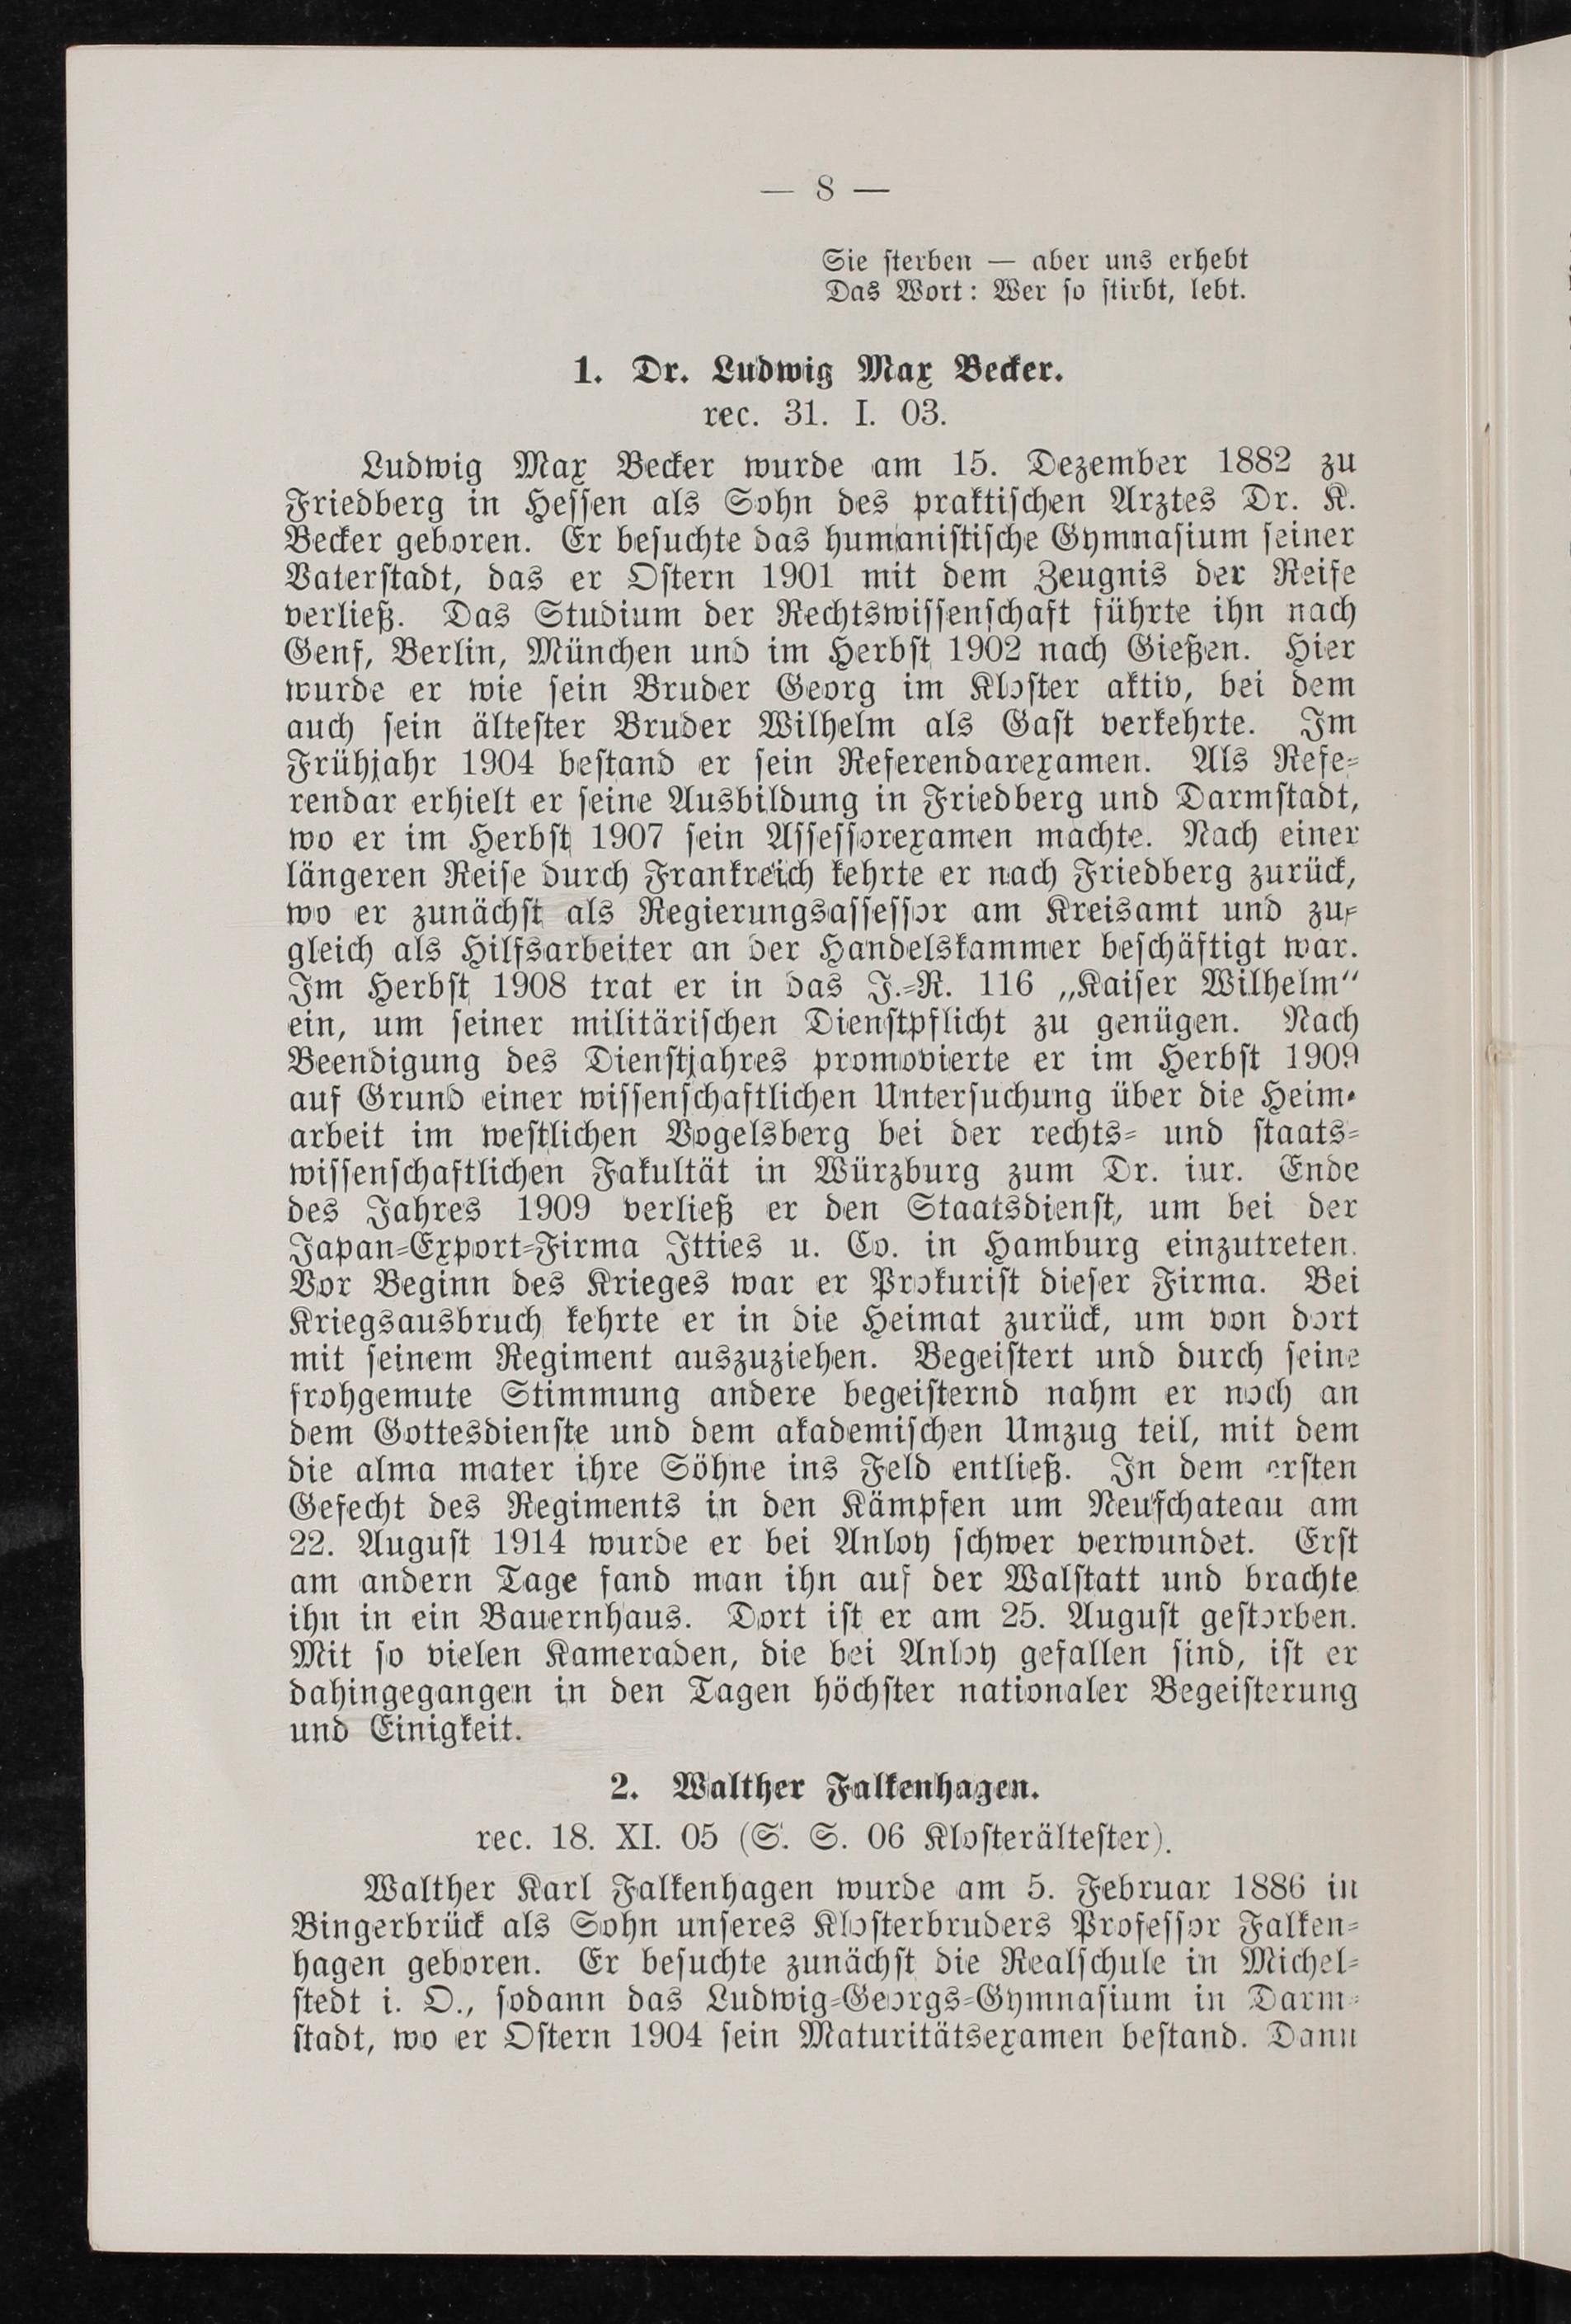 — 8 —
Sie sterben — aber uns erhebt
Das Wort: Wer so stirbt, lebt.
1. Dr. Ludwig Max Becker.
rec. 31. I. 03.
Ludwig Max Becker wurde am 15. Dezember 1882 zu
Friedberg in Hessen als Sohn des praktischen Arztes Dr. K.
Becker geboren. Er besuchte das humanistische Gymnasium seiner
Vaterstadt, das er Ostern 1901 mit dem Zeugnis der Reife
verließ. Das Studium der Rechtswissenschaft führte ihn nach
Genf, Berlin, München und im Herbst 1902 nach Gießen. Hier
wurde er wie sein Bruder Georg im Kloster aktiv, bei dem
auch sein ältester Bruder Wilhelm als Gast verkehrte. Im
Frühjahr 1904 bestand er sein Referendarexamen. Als Refe-
rendar erhielt er seine Ausbildung in Friedberg und Darmstadt,
wo er im Herbst 1907 sein Assessorexamen machte. Nach einer
längeren Reise durch Frankreich kehrte er nach Friedberg zurück,
wo er zunächst als Regierungsassessor am Kreisamt und zu-
gleich als Hilfsarbeiter an der Handelskammer beschäftigt war.
Im Herbst 1908 trat er in das J.-R. 116 „Kaiser Wilhelm“
ein, um seiner militärischen Dienstpflicht zu genügen. Nach
Beendigung des Dienstjahres promovierte er im Herbst 1909
auf Grund einer wissenschaftlichen Untersuchung über die Heim-
arbeit im westlichen Vogelsberg bei der rechts- und staats-
wissenschaftlichen Fakultät in Würzburg zum Dr. iur. Ende
des Jahres 1909 verließ er den Staatsdienst, um bei der
Japan-Export-Firma Itties u. Co. in Hamburg einzutreten.
Vor Beginn des Krieges war er Prokurist dieser Firma. Bei
Kriegsausbruch kehrte er in die Heimat zurück, um von dort
mit seinem Regiment auszuziehen. Begeistert und durch seine
frohgemute Stimmung andere begeisternd nahm er noch an
dem Gottesdienste und dem akademischen Umzug teil, mit dem
die alma mater ihre Söhne ins Feld entließ. In dem ersten
Gefecht des Regiments in den Kämpfen um Neufchateau am
22. August 1914 wurde er bei Anloy schwer verwundet. Erst
am andern Tage fand man ihn auf der Walstatt und brachte
ihn in ein Bauernhaus. Dort ist er am 25. August gestorben.
Mit so vielen Kameraden, die bei Anloy gefallen sind, ist er
dahingegangen in den Tagen höchster nationaler Begeisterung
und Einigkeit.
2. Walther Falkenhagen.
rec. 18. XI. 05 (S. S. 06 Klosterältester).
Walther Karl Falkenhagen wurde am 5. Februar 1886 in
Bingerbrück als Sohn unseres Klosterbruders Professor Falken-
hagen geboren. Er besuchte zunächst die Realschule in Michel-
stedt i. O., sodann das Ludwig-Georgs-Gymnasium in Darm-
stadt, wo er Ostern 1904 sein Maturitätsexamen bestand. Dann